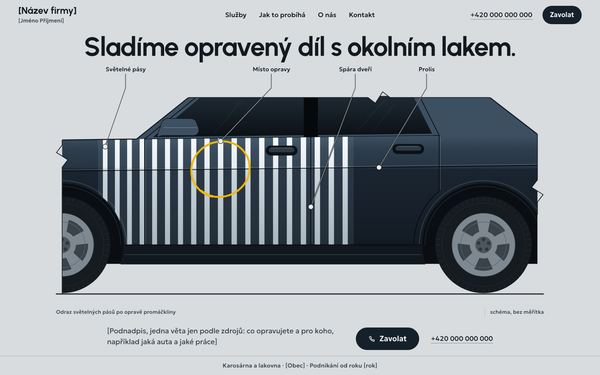 [Název firmy]
[Jméno Příjmení]
Služby Jak to probíhá O nás Kontakt
+420 000 000 000
Zavolat
Sladíme opravený díl s okolním lakem.
Světelné pásy Místo opravy Spára dveří Prolis
Odraz světelných pásů po opravě promáčkliny
schéma, bez měřítka
[Podnadpis, jedna věta jen podle zdrojů: co opravujete a pro koho,
například jaká auta a jaké práce]
Zavolat
+420 000 000 000
Karosárna a lakovna · [Obec] · Podnikání od roku [rok]